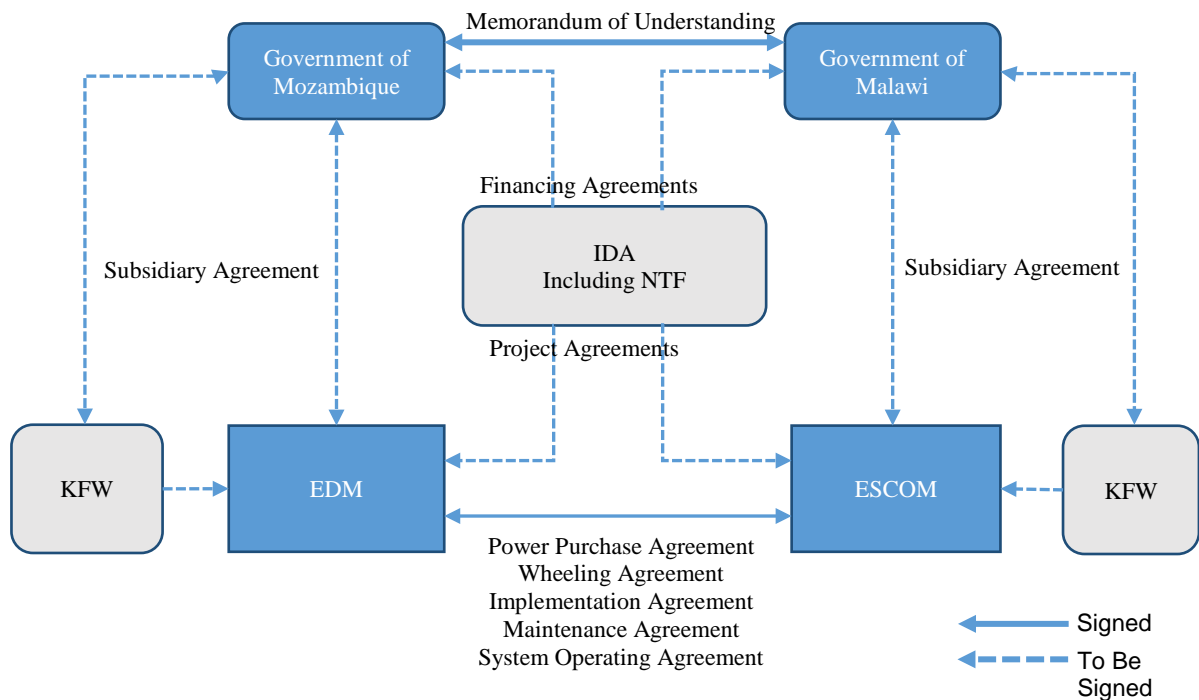 Memorandum of Understanding
Government of
Mozambique
Government of
Malawi
Financing Agreements
IDA
Including NTF
Subsidiary Agreement
Subsidiary Agreement
Project Agreements
KFW
EDM
ESCOM
KFW
Power Purchase Agreement
Wheeling Agreement
Implementation Agreement
Maintenance Agreement
System Operating Agreement
Signed
To Be
Signed